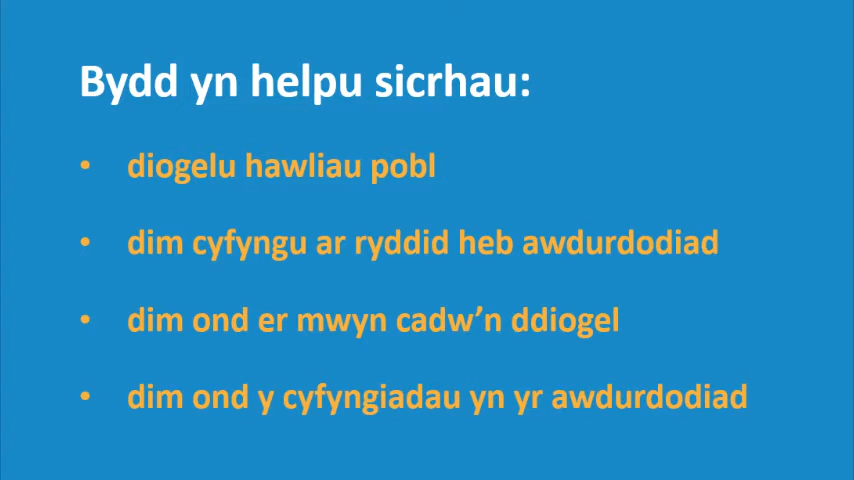 Bydd yn helpu sicrhau:
• diogelu hawliau pobl
• dim cyfyngu ar ryddid heb awdurdodiad
• dim ond er mwyn cadw’n ddiogel
• dim ond y cyfyngiadau yn yr awdurdodiad